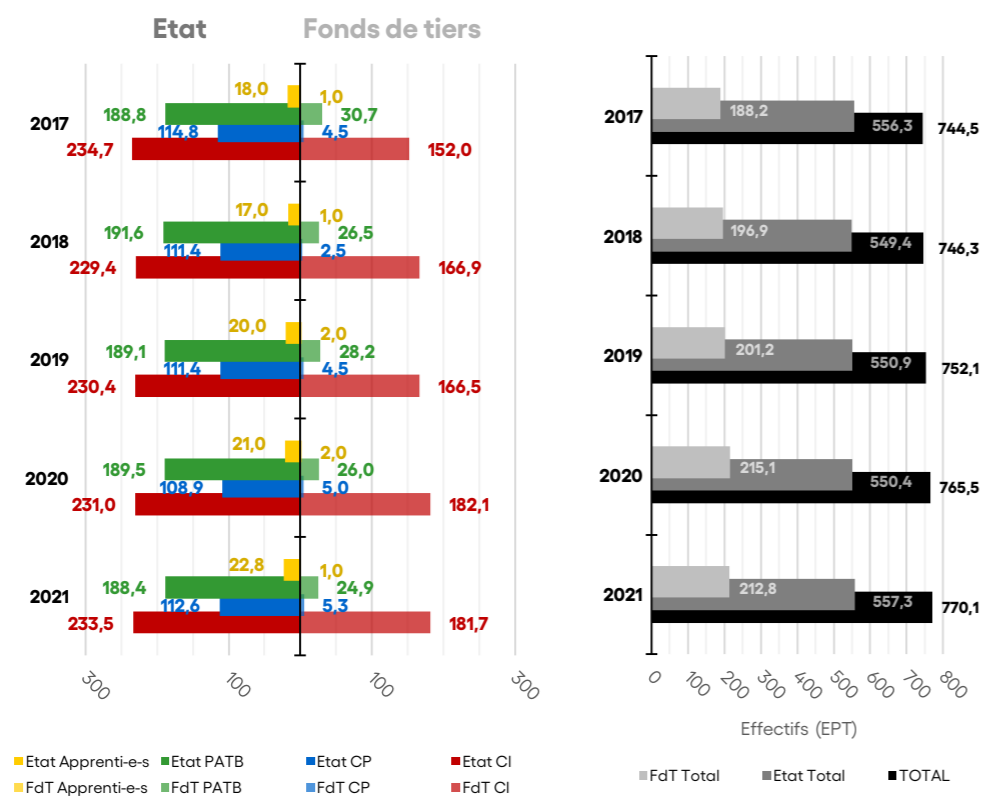 Etat Fonds de tiers
18,0 1,0
188,8 30,7
2017 114,8 4,5
234,7 152,0
17,0 1,0
191,6 26,5
2018 111,4 2,5
229,4 166,9
20,0 2,0
189,1 28,2
2019 111,4 4,5
230,4 166,5
21,0 2,0
189,5 26,0
2020 108,9 5,0
231,0 182,1
22,8 1,0
188,4 24,9
2021 112,6 5,3
233,5 181,7
300 100 100 300
Etat Apprenti-e-s Etat PATB Etat CP Etat CI
FdT Apprenti-e-s FdT PATB FdT CP FdT CI
2017 188,2 556,3 744,5
2018 196,9 549,4 746,3
2019 201,2 550,9 752,1
2020 215,1 550,4 765,5
2021 212,8 557,3 770,1
0 100 200 300 400 500 600 700 800
Effectifs (EPT)
FdT Total Etat Total TOTAL